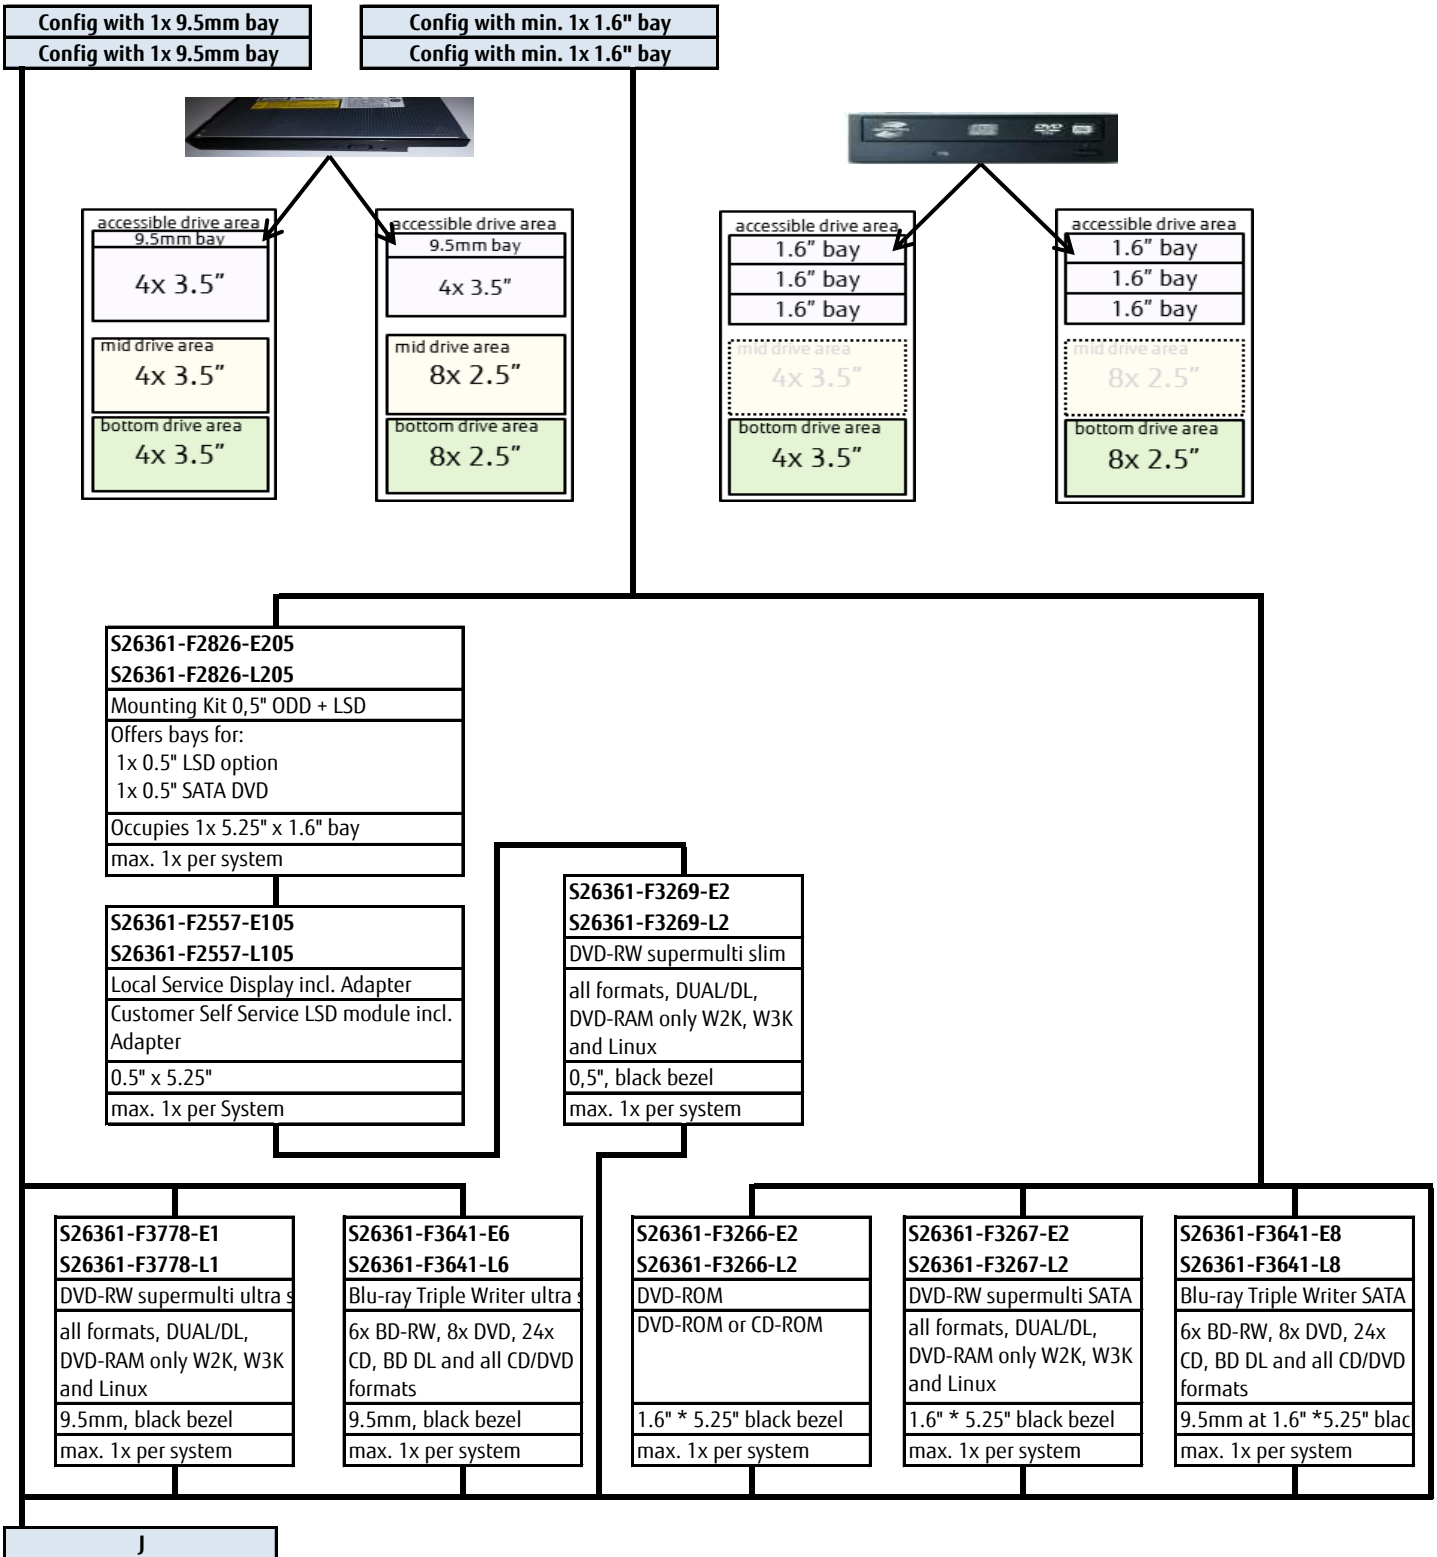 Config with 1x 9.5mm bay
Config with 1x 9.5mm bay
Config with min. 1x 1.6" bay
Config with min. 1x 1.6" bay
DVD
accessible drive area
9.5mm bay
4x 3.5"
mid drive area
4x 3.5"
bottom drive area
4x 3.5"
accessible drive area
9.5mm bay
4x 3.5"
mid drive area
8x 2.5"
bottom drive area
8x 2.5"
accessible drive area
1.6" bay
1.6" bay
1.6" bay
mid drive area
4x 3.5"
bottom drive area
4x 3.5"
accessible drive area
1.6" bay
1.6" bay
1.6" bay
mid drive area
8x 2.5"
bottom drive area
8x 2.5"
S26361-F2826-E205
S26361-F2826-L205
Mounting Kit 0,5" ODD + LSD
Offers bays for:
1x 0.5" LSD option
1x 0.5" SATA DVD
Occupies 1x 5.25" x 1.6" bay
max. 1x per system
S26361-F2557-E105
S26361-F2557-L105
Local Service Display incl. Adapter
Customer Self Service LSD module incl.
Adapter
0.5" x 5.25"
max. 1x per System
S26361-F3269-E2
S26361-F3269-L2
DVD-RW supermulti slim
all formats, DUAL/DL,
DVD-RAM only W2K, W3K
and Linux
0,5", black bezel
max. 1x per system
S26361-F3778-E1
S26361-F3778-L1
DVD-RW supermulti ultra s
all formats, DUAL/DL,
DVD-RAM only W2K, W3K
and Linux
9.5mm, black bezel
max. 1x per system
S26361-F3641-E6
S26361-F3641-L6
Blu-ray Triple Writer ultra s
6x BD-RW, 8x DVD, 24x
CD, BD DL and all CD/DVD
formats
9.5mm, black bezel
max. 1x per system
S26361-F3266-E2
S26361-F3266-L2
DVD-ROM
DVD-ROM or CD-ROM
1.6" * 5.25" black bezel
max. 1x per system
S26361-F3267-E2
S26361-F3267-L2
DVD-RW supermulti SATA
all formats, DUAL/DL,
DVD-RAM only W2K, W3K
and Linux
1.6" * 5.25" black bezel
max. 1x per system
S26361-F3641-E8
S26361-F3641-L8
Blu-ray Triple Writer SATA
6x BD-RW, 8x DVD, 24x
CD, BD DL and all CD/DVD
formats
9.5mm at 1.6" *5.25" blac
max. 1x per system
J